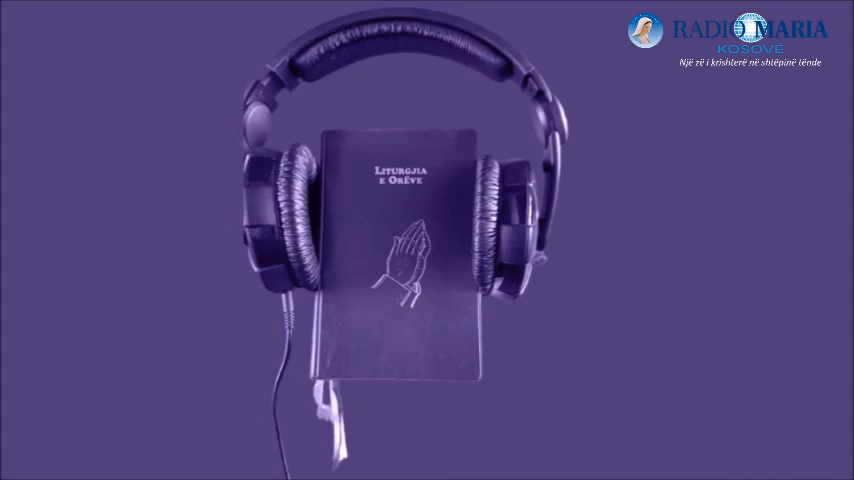 RADIO MARIA
KOSOVË
Një zë i krishterë në shtëpinë tënde
LITURGJIA
E ORËVE